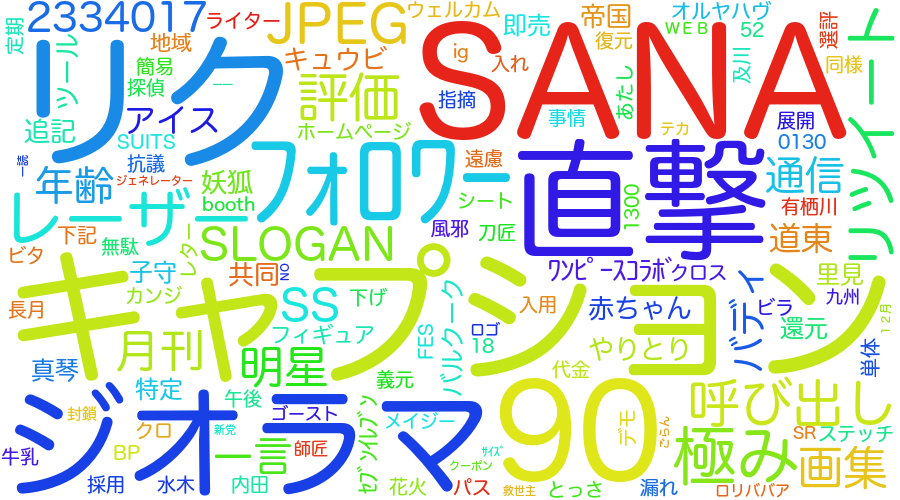 2334017
ライター
JPEG
ウェルカム
即売
帝国
オルヤハヴ
ＷＥＢ
52
選評
リツイート
定期
ツール
地域
簡易
探偵
キュウビ
ig
入れ
復元
及川
同様
リク
SANA
追記
アイス
評価
指摘
事情
あたし
テカ
展開
0130
ホームページ
SUITS
抗議
一読
ジェネレーター
年齢
妖狐
booth
フォロワー
遠慮
シート
直撃
1300
通信
有栖川
レーザー
風邪
刀匠
下記
無駄
レター
SLOGAN
道東
ビタ
子守
共同
NO
ﾜﾝﾋﾟｰｽｺﾗﾎﾞ
クロス
里見
キャプション
長月
カンジ
SS
下げ
入用
赤ちゃん
バディ
ビラ
九州
１２月
フィギュア
FES
バルクーク
ロゴ
18
還元
月刊
明星
やりとり
単体
真琴
義元
代金
特定
午後
ｾﾌﾞﾝｲﾚﾌﾞﾝ
ジオラマ
90
呼び出し
封鎖
ゴースト
メイジー
デモ
ごらん
クロ
新党
一言
師匠
極み
SR
ステッチ
牛乳
BP
ｻｲｽﾞ
クーポン
画集
採用
水木
内田
花火
パス
救世主
とっさ
漏れ
ロリババア